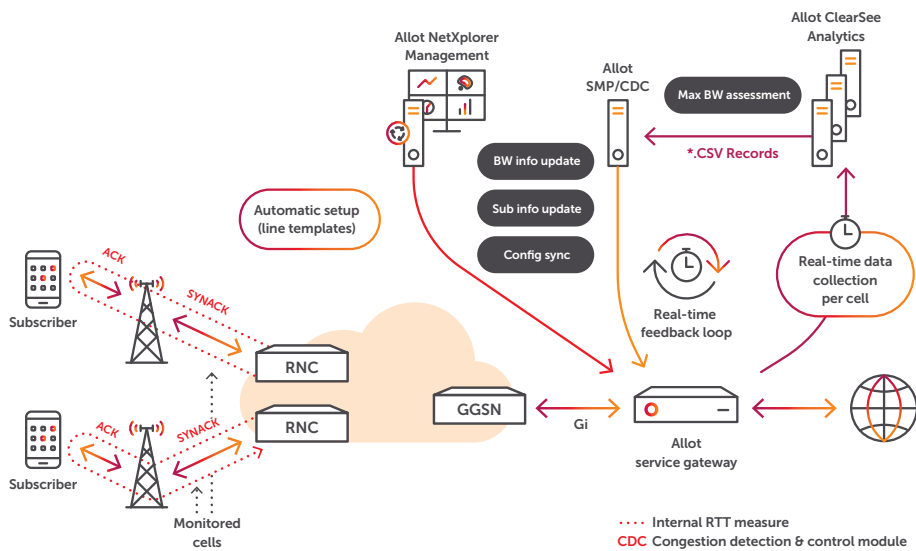 Allot NetXplorer
Management
Allot
SMP/CDC
Allot ClearSee
Analytics
Max BW assessment
*.CSV Records
BW info update
Sub info update
Config sync
Automatic setup
(line templates)
Real-time data
collection
per cell
Real-time
feedback loop
ACK
SYNACK
Subscriber
RNC
RNC
GGSN
Gi
Allot
service gateway
ACK
SYNACK
Subscriber
Monitored
cells
Internal RTT measure
CDC Congestion detection & control module